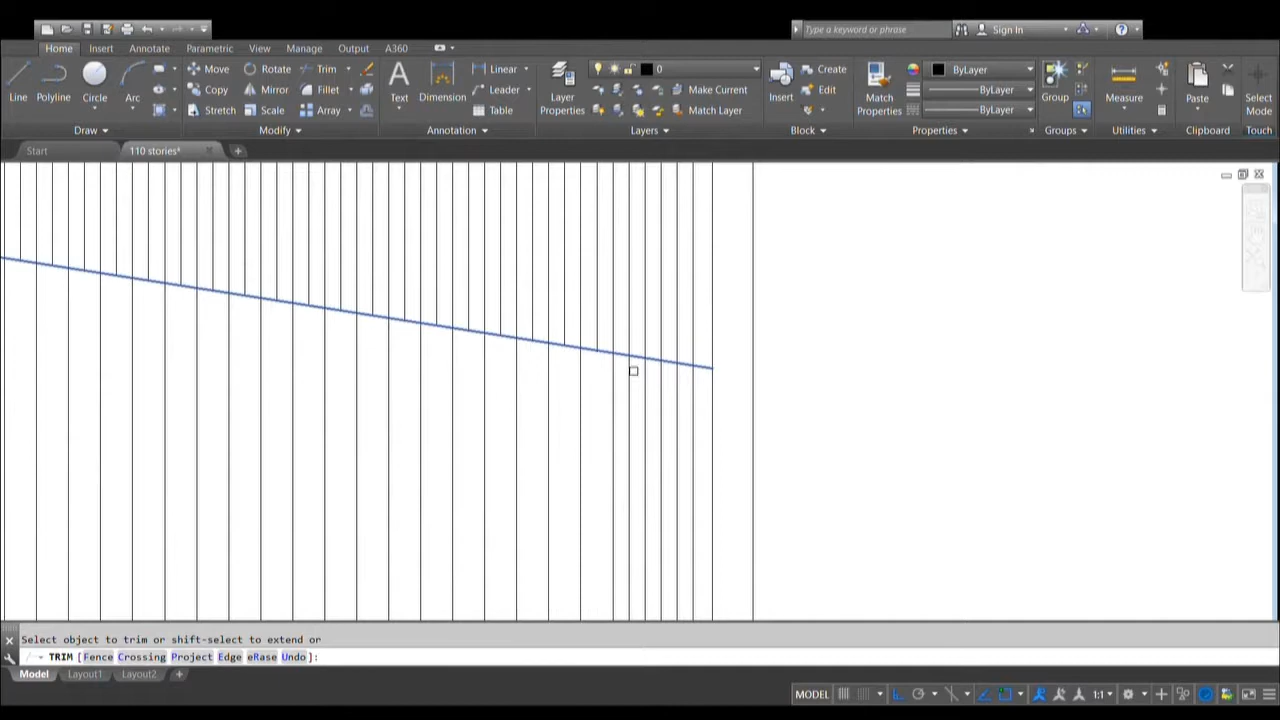 Type a keyword or phrase
Sign In
Home Insert Annotate Parametric View Manage Output A360
Move Rotate Trim Linear 0 Create ByLayer
Line Polyline Circle Arc Copy Mirror Fillet Text Dimension Leader Layer Properties Make Current Insert Edit Match Properties ByLayer Group Measure Paste Select Mode
Stretch Scale Array Table Match Layer ByLayer
Draw Modify Annotation Layers Block Properties Groups Utilities Clipboard Touch
Start 110 stories*
Select object to trim or shift-select to extend or
TRIM [Fence Crossing Project Edge eRase Undo]:
Model Layout1 Layout2
MODEL 1:1